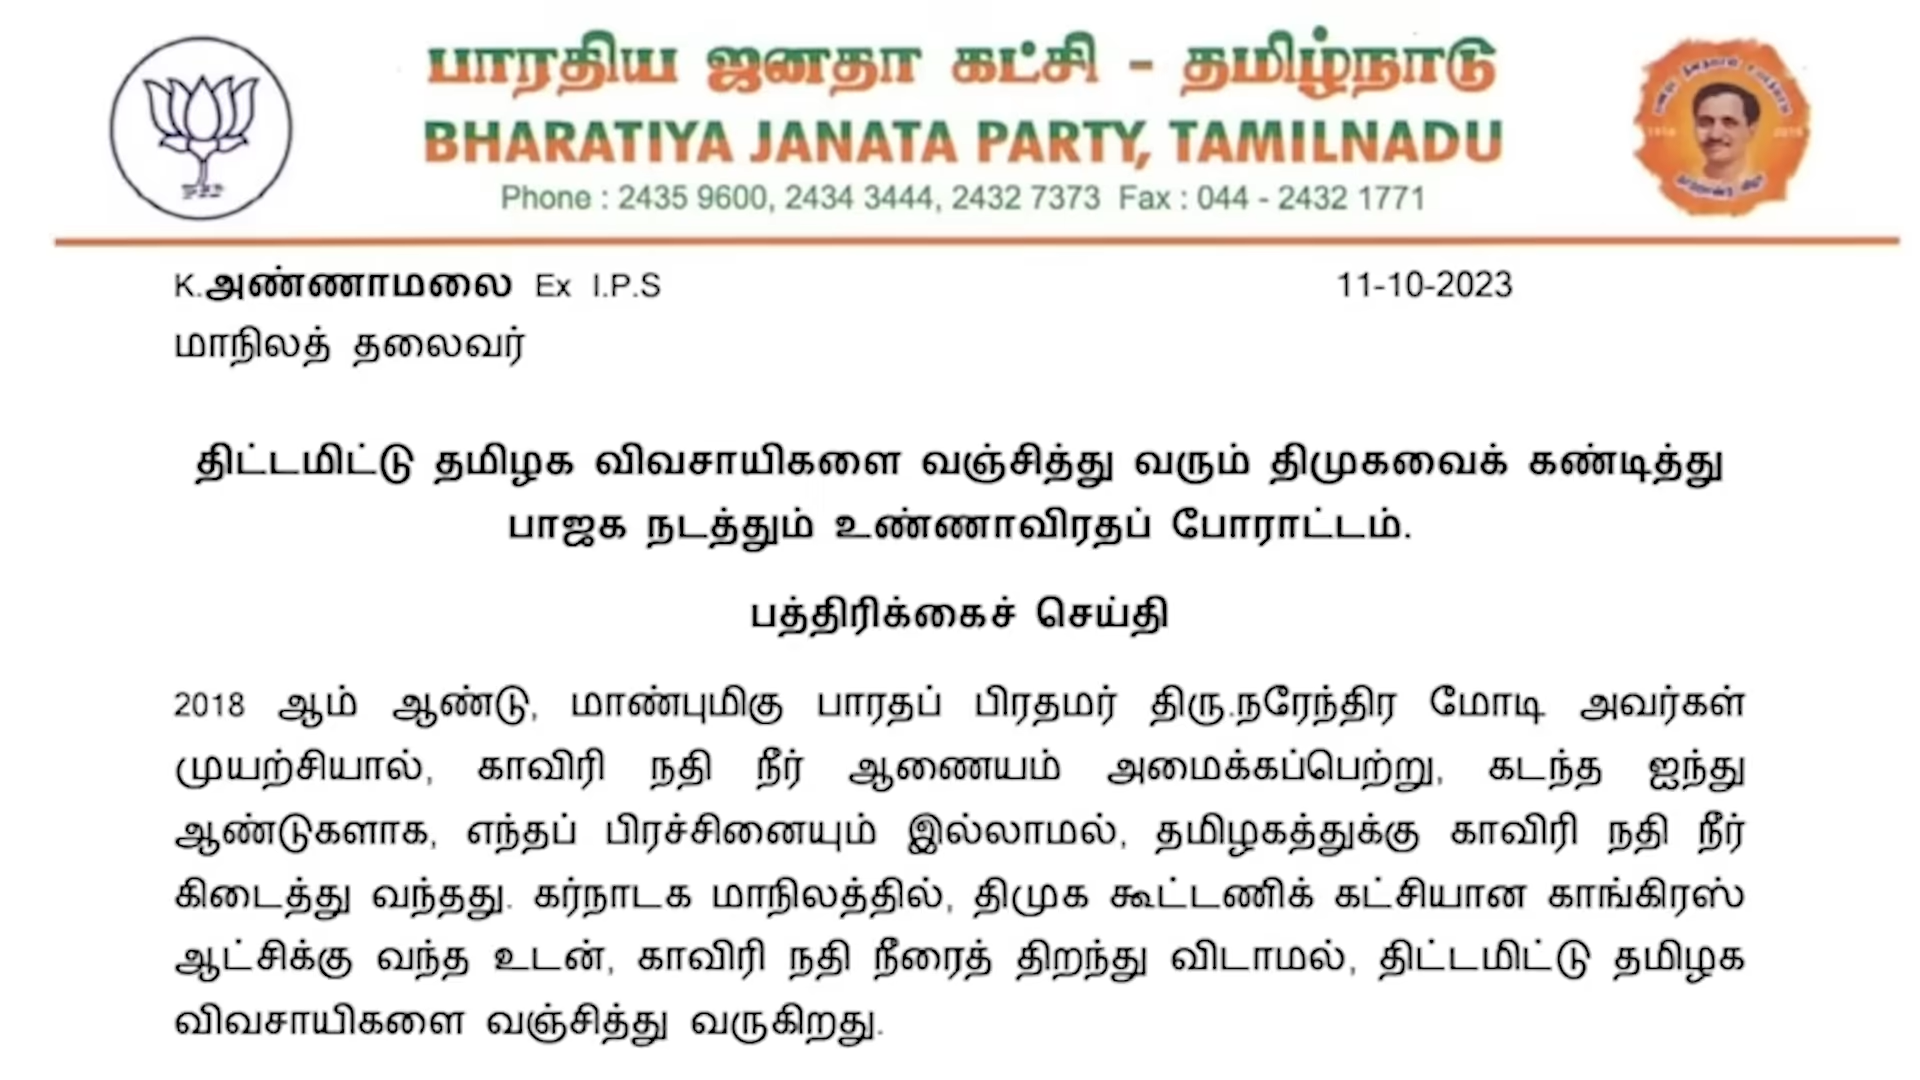 பாரதிய ஜனதா கட்சி - தமிழ்நாடு
BHARATIYA JANATA PARTY, TAMILNADU
Phone : 2435 9600, 2434 3444, 2432 7373 Fax : 044 - 2432 1771
K.அண்ணாமலை Ex I.P.S 11-10-2023
மாநிலத் தலைவர்
திட்டமிட்டு தமிழக விவசாயிகளை வஞ்சித்து வரும் திமுகவைக் கண்டித்து
பாஜக நடத்தும் உண்ணாவிரதப் போராட்டம்.
பத்திரிக்கைச் செய்தி
2018 ஆம் ஆண்டு, மாண்புமிகு பாரதப் பிரதமர் திரு.நரேந்திர மோடி அவர்கள்
முயற்சியால், காவிரி நதி நீர் ஆணையம் அமைக்கப்பெற்று, கடந்த ஐந்து
ஆண்டுகளாக, எந்தப் பிரச்சினையும் இல்லாமல், தமிழகத்துக்கு காவிரி நதி நீர்
கிடைத்து வந்தது. கர்நாடக மாநிலத்தில், திமுக கூட்டணிக் கட்சியான காங்கிரஸ்
ஆட்சிக்கு வந்த உடன், காவிரி நதி நீரைத் திறந்து விடாமல், திட்டமிட்டு தமிழக
விவசாயிகளை வஞ்சித்து வருகிறது.